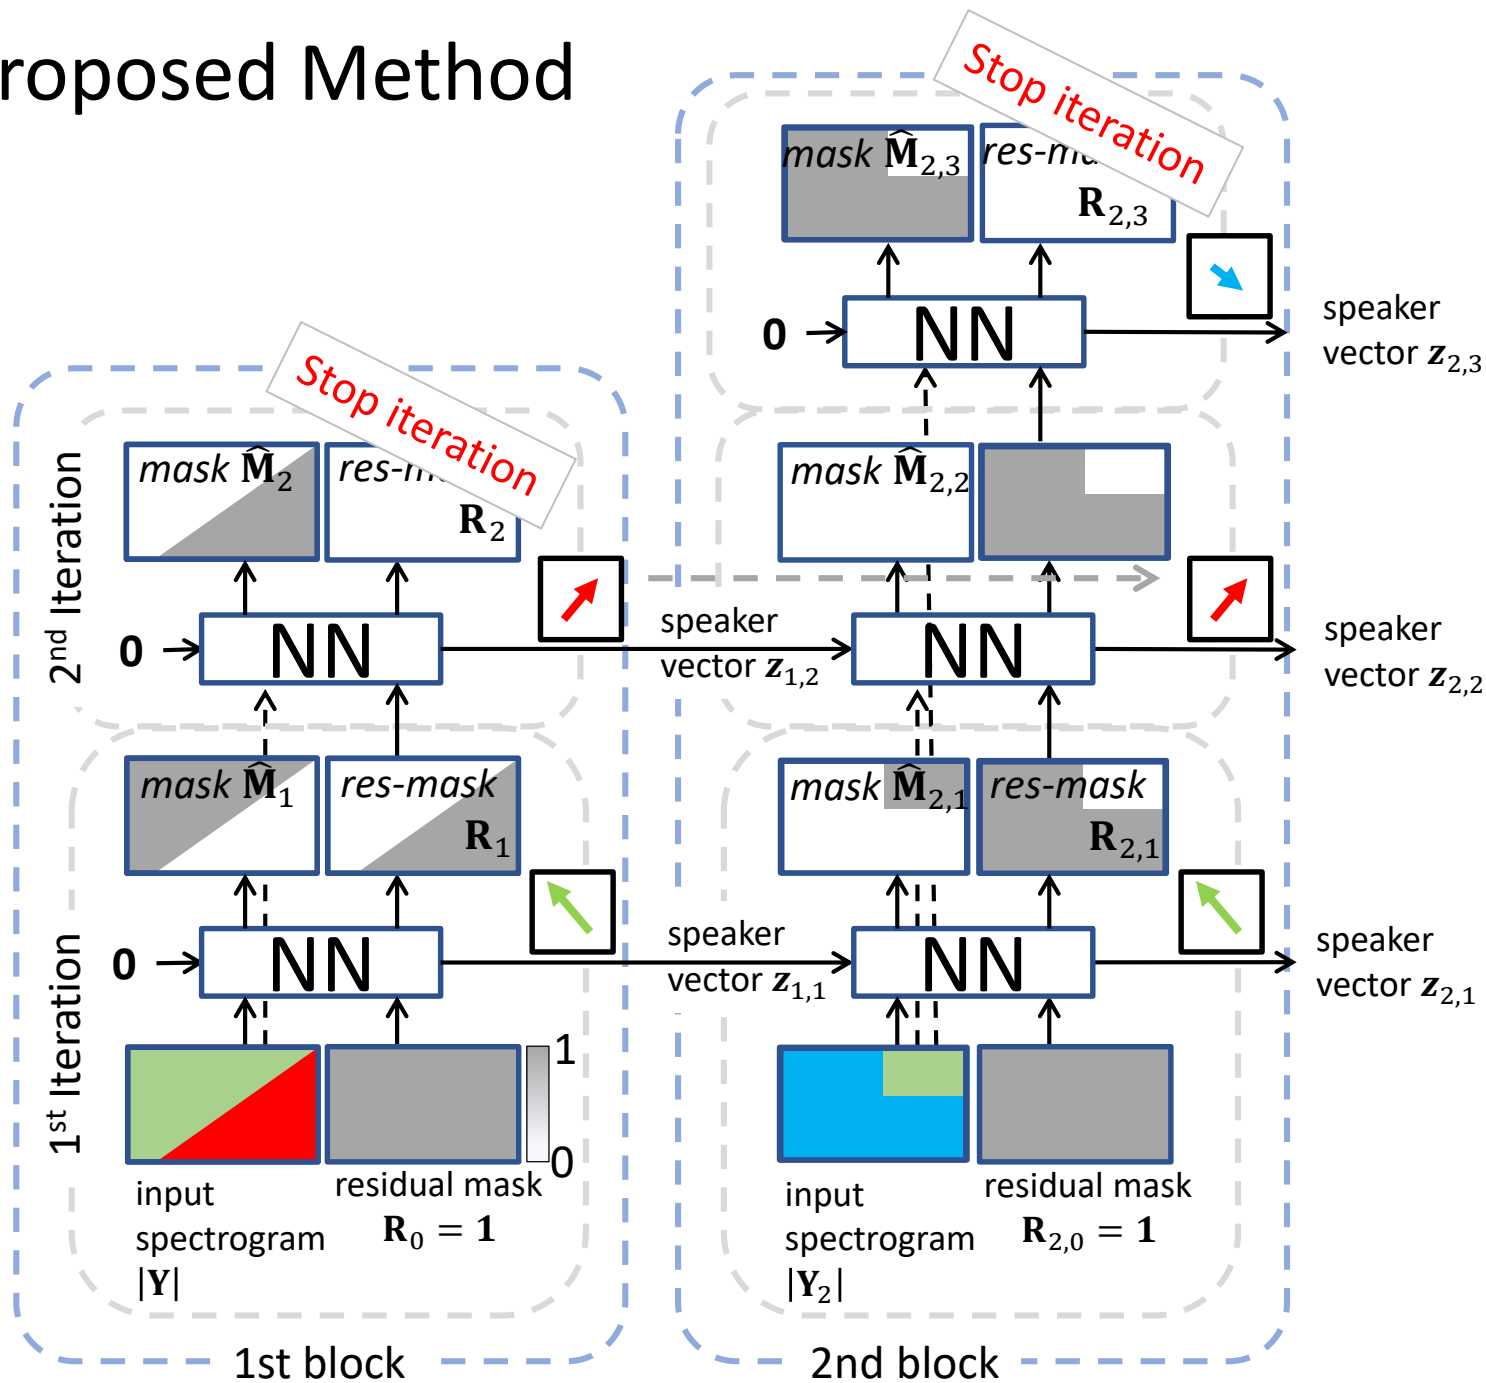 roposed Method
Stop iteration
mask M̂2,3
res-ma
R2,3
0
NN
speaker
vector z2,3
Stop iteration
2nd Iteration
mask M̂2
res-m
R2
0
NN
speaker
vector z1,2
mask M̂2,2
NN
speaker
vector z2,2
1st Iteration
mask M̂1
res-mask
R1
0
NN
speaker
vector z1,1
mask M̂2,1
res-mask
R2,1
NN
speaker
vector z2,1
1
0
input
spectrogram
|Y|
residual mask
R0 = 1
input
spectrogram
|Y2|
residual mask
R2,0 = 1
1st block
2nd block